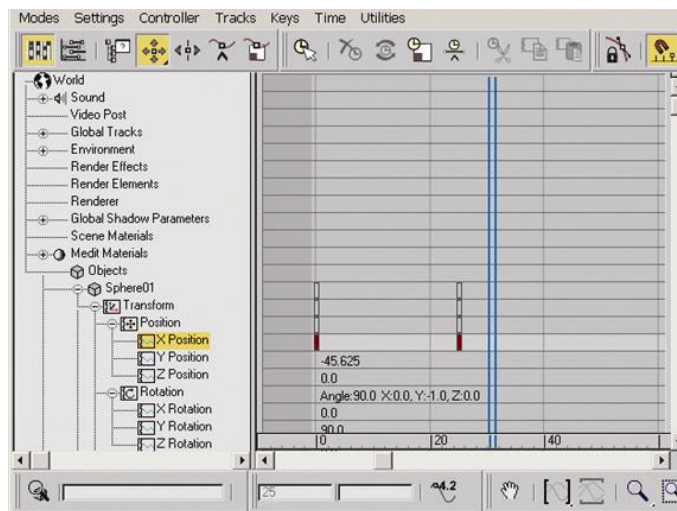 Modes Settings Controller Tracks Keys Time Utilities
World
Sound
Video Post
Global Tracks
Environment
Render Effects
Render Elements
Renderer
Global Shadow Parameters
Scene Materials
Medit Materials
Objects
Sphere01
Transform
Position
X Position
Y Position
-45.625
Z Position
0.0
Rotation
Angle:90.0 X:0.0, Y:-1.0, Z:0.0
X Rotation
0.0
Y Rotation
90.0
Z Rotation
0 20 40
25
4.2